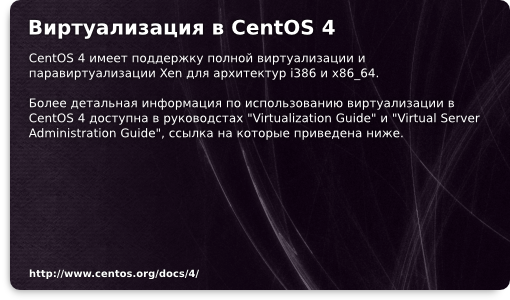 Виртуализация в CentOS 4
CentOS 4 имеет поддержку полной виртуализации и
паравиртуализации Xen для архитектур i386 и x86_64.
Более детальная информация по использованию виртуализации в
CentOS 4 доступна в руководстах "Virtualization Guide" и "Virtual Server
Administration Guide", ссылка на которые приведена ниже.
http://www.centos.org/docs/4/